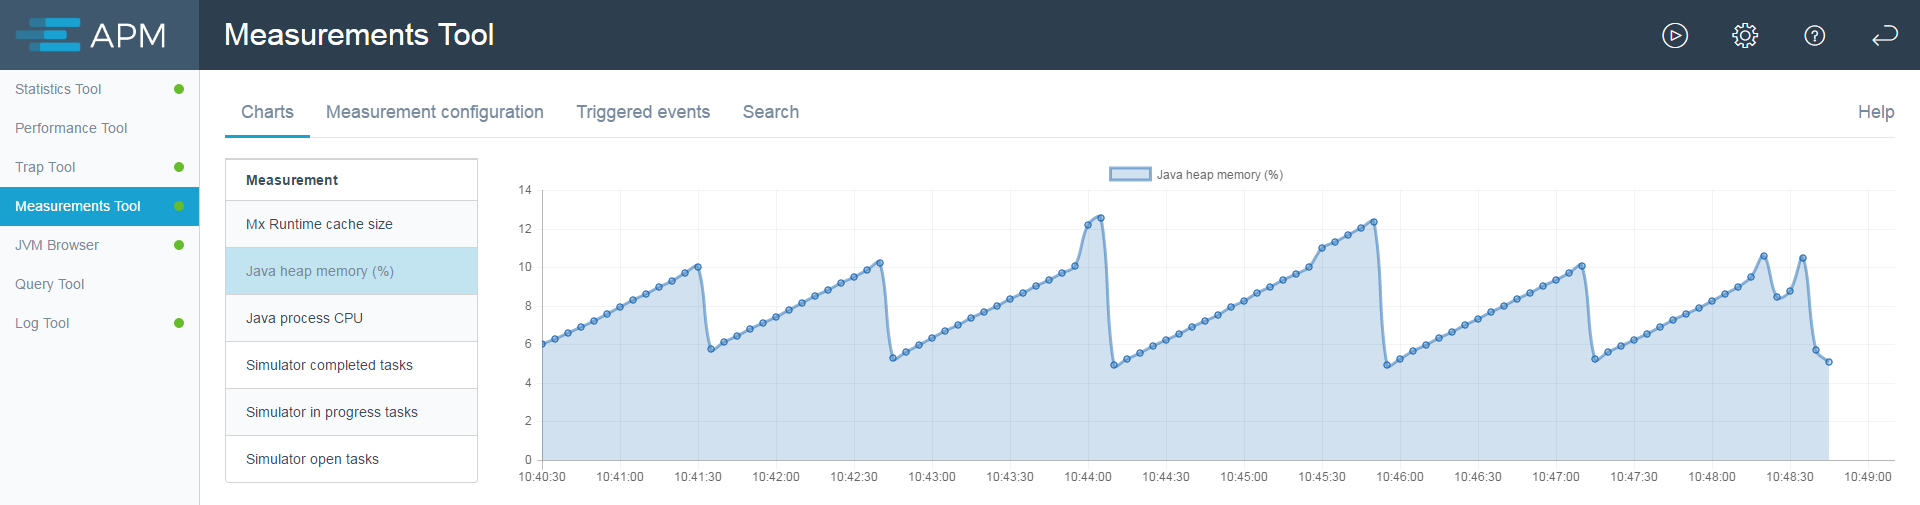 APM
Measurements Tool
Statistics Tool
Performance Tool
Trap Tool
Measurements Tool
JVM Browser
Query Tool
Log Tool
Charts Measurement configuration Triggered events Search Help
Measurement
Mx Runtime cache size
Java heap memory (%)
Java process CPU
Simulator completed tasks
Simulator in progress tasks
Simulator open tasks
Java heap memory (%)
14
12
10
8
6
4
2
0
10:40:30 10:41:00 10:41:30 10:42:00 10:42:30 10:43:00 10:43:30 10:44:00 10:44:30 10:45:00 10:45:30 10:46:00 10:46:30 10:47:00 10:47:30 10:48:00 10:48:30 10:49:00